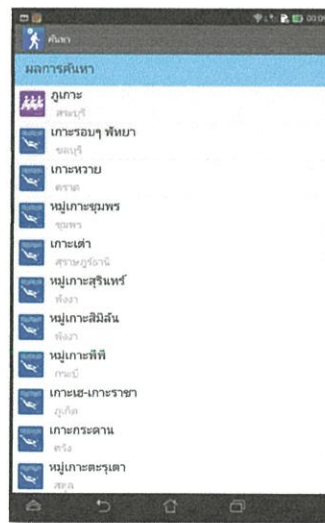 ค้นหา
ผลการค้นหา
ภูเกาะ
สระบุรี
เกาะรอบๆ พัทยา
ชลบุรี
เกาะหวาย
ตราด
หมู่เกาะชุมพร
ชุมพร
เกาะเต่า
สุราษฎร์ธานี
หมู่เกาะสุรินทร์
พังงา
หมู่เกาะสิมิลัน
พังงา
หมู่เกาะพีพี
กระบี่
เกาะเฮ-เกาะราชา
ภูเก็ต
เกาะกระดาน
ตรัง
หมู่เกาะตะรุเตา
สตูล